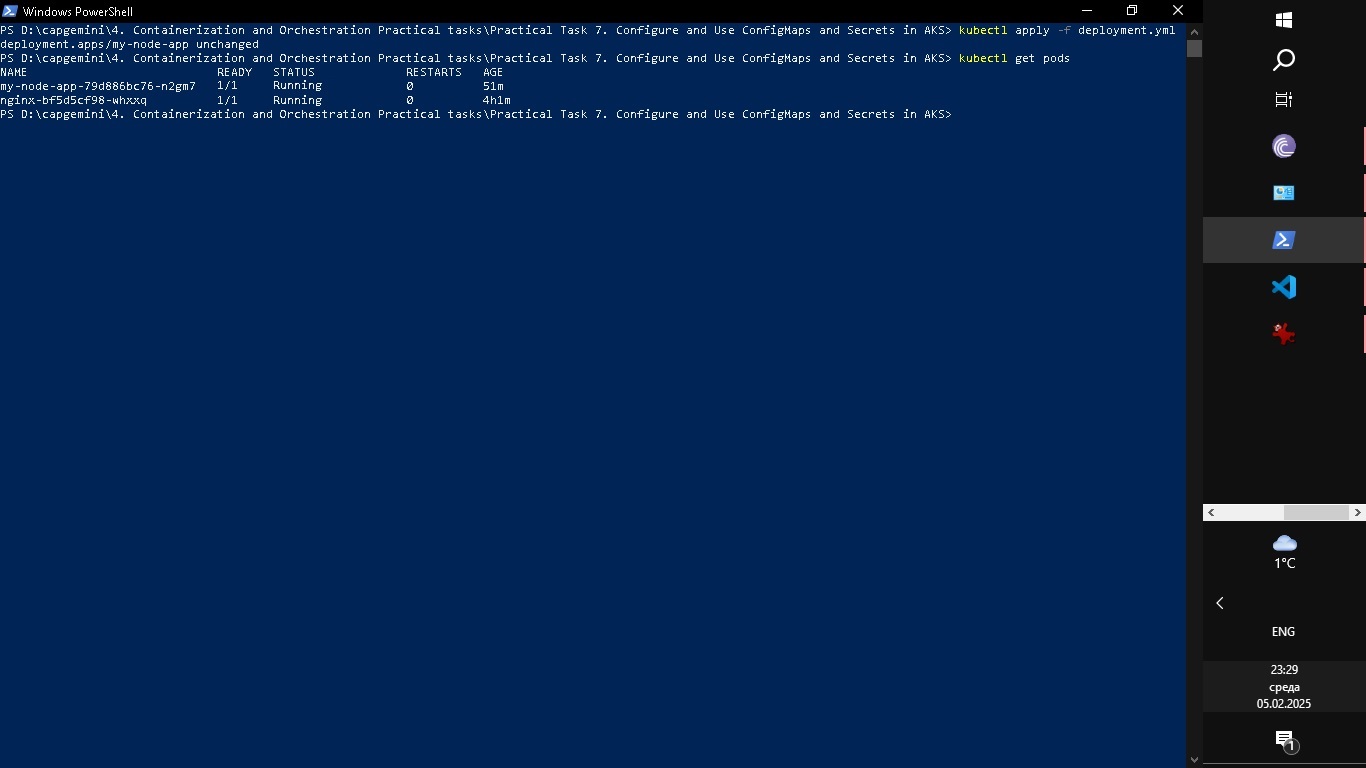 Windows PowerShell
PS D:\capgemini\4. Containerization and Orchestration Practical tasks\Practical Task 7. Configure and Use ConfigMaps and Secrets in AKS> kubectl apply -f deployment.yml
deployment.apps/my-node-app unchanged
PS D:\capgemini\4. Containerization and Orchestration Practical tasks\Practical Task 7. Configure and Use ConfigMaps and Secrets in AKS> kubectl get pods
NAME READY STATUS RESTARTS AGE
my-node-app-79d886bc76-n2gm7 1/1 Running 0 51m
nginx-bf5d5cf98-whxxq 1/1 Running 0 4h1m
PS D:\capgemini\4. Containerization and Orchestration Practical tasks\Practical Task 7. Configure and Use ConfigMaps and Secrets in AKS>
1°C
ENG
23:29
среда
05.02.2025
1